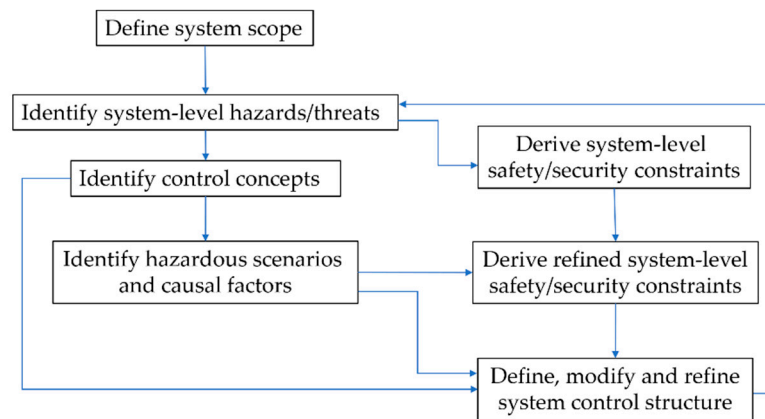 Define system scope
Identify system-level hazards/threats
Derive system-level
safety/security constraints
Identify control concepts
Identify hazardous scenarios
and causal factors
Derive refined system-level
safety/security constraints
Define, modify and refine
system control structure